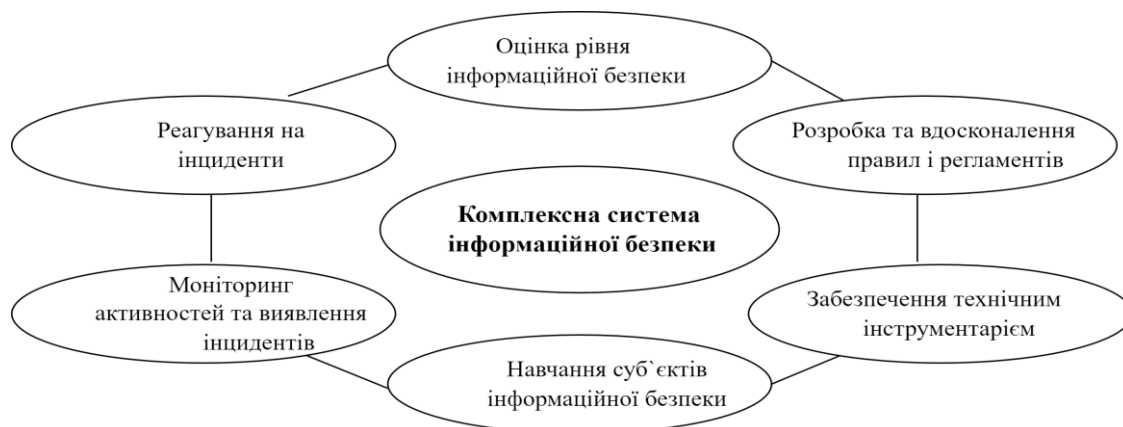 Оцінка рівня
інформаційної безпеки
Реагування на
інциденти
Розробка та вдосконалення
правил і регламентів
Комплексна система
інформаційної безпеки
Моніторинг
активностей та виявлення
інцидентів
Забезпечення технічним
інструментарієм
Навчання суб`єктів
інформаційної безпеки